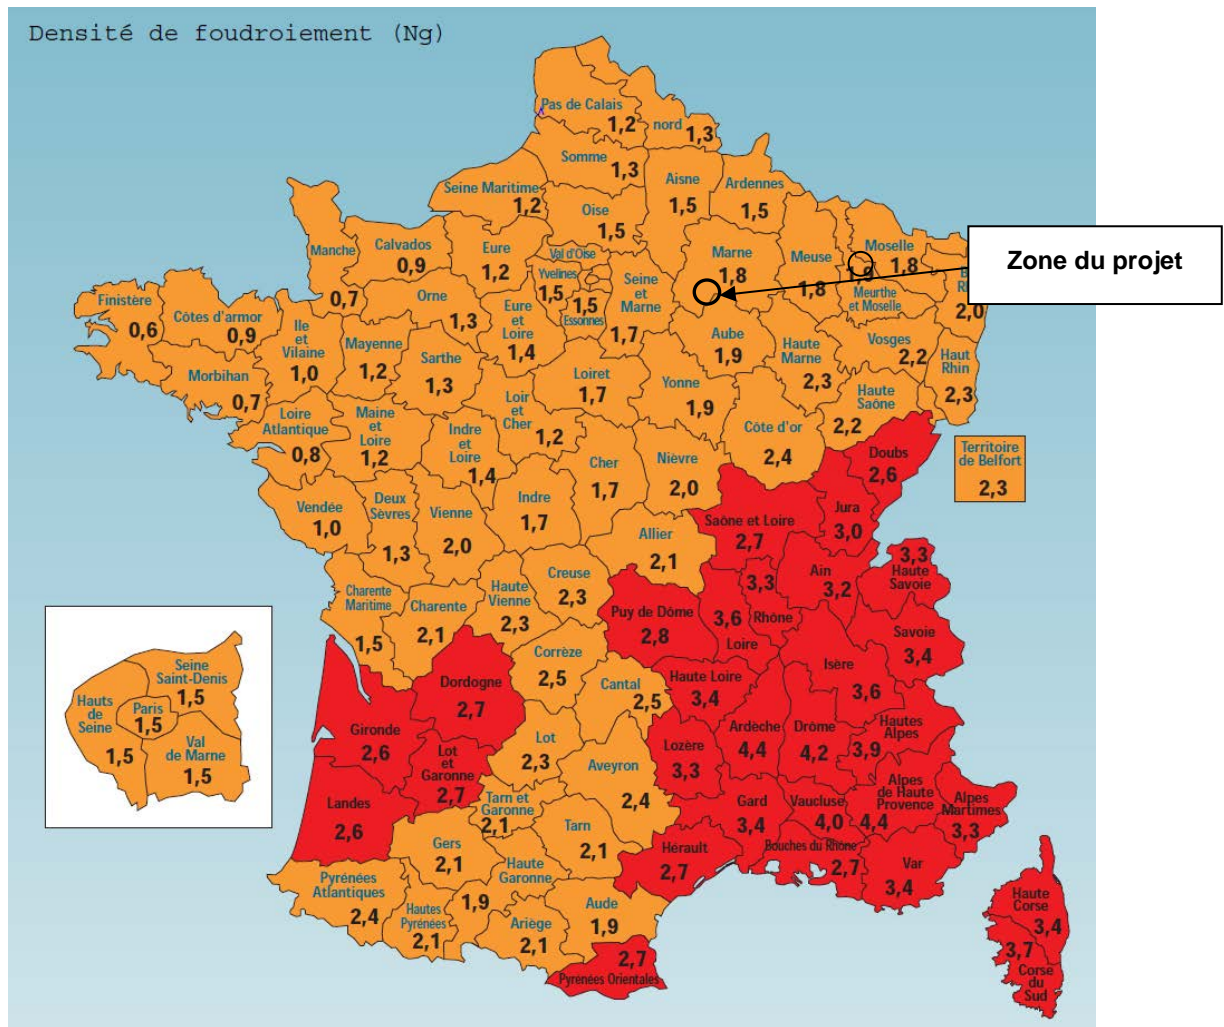 Densité de foudroiement (Ng)
Pas de Calais
1,2
nord
1,3
Somme
1,3
Seine Maritime
1,2
Aisne
1,5
Ardennes
1,5
Oise
1,5
Manche
0,7
Calvados
0,9
Eure
1,2
Val d'Oise
Yvelines
1,5
1,5
Essonnes
Seine
et
Marne
1,7
Marne
1,8
Meuse
1,8
Moselle
1,8
1,9
Meurthe
et Moselle
2,0
Zone du projet
Finistère
0,6
Côtes d'armor
0,9
Morbihan
0,7
Ile
et
Vilaine
1,0
Mayenne
1,2
Orne
1,3
Sarthe
1,3
Eure
et
Loire
1,4
Loiret
1,7
Yonne
1,9
Aube
1,9
Haute
Marne
2,3
Vosges
2,2
Haut
Rhin
2,3
Haute
Saône
2,2
Territoire
de Belfort
2,3
Loire
Atlantique
0,8
Maine
et
Loire
1,2
Indre
et
Loire
1,4
Loir
et
Cher
1,2
Cher
1,7
Nièvre
2,0
Côte d'or
2,4
Doubs
2,6
Vendée
1,0
Deux
Sèvres
1,3
Vienne
2,0
Indre
1,7
Allier
2,1
Saône et Loire
2,7
Jura
3,0
Ain
3,2
3,3
Haute
Savoie
Charente
Maritime
1,5
Charente
2,1
Haute
Vienne
2,3
Creuse
2,3
Puy de Dôme
2,8
3,6
Loire
3,3
Rhône
Savoie
3,4
Isère
3,6
Seine
Saint-Denis
1,5
Hauts
de
Seine
1,5
Paris
1,5
Val
de Marne
1,5
Gironde
2,6
Dordogne
2,7
Corrèze
2,5
Cantal
2,5
Haute Loire
3,4
Ardèche
4,4
Drôme
4,2
Hautes
Alpes
3,9
Lot
et
Garonne
2,7
Lot
2,3
Aveyron
2,4
Lozère
3,3
Landes
2,6
Tarn et
Garonne
2,1
Tarn
2,1
Gard
3,4
Vaucluse
4,0
Alpes
de Haute
Provence
4,4
Alpes
Martimes
3,3
Gers
2,1
Haute
Garonne
1,9
Hérault
2,7
Bouches du Rhône
2,7
Var
3,4
Pyrénées
Atlantiques
2,4
Hautes
Pyrénées
2,1
Ariège
2,1
Aude
1,9
2,7
Pyrénées Orientales
Haute
Corse
3,4
3,7
Corse
du
Sud